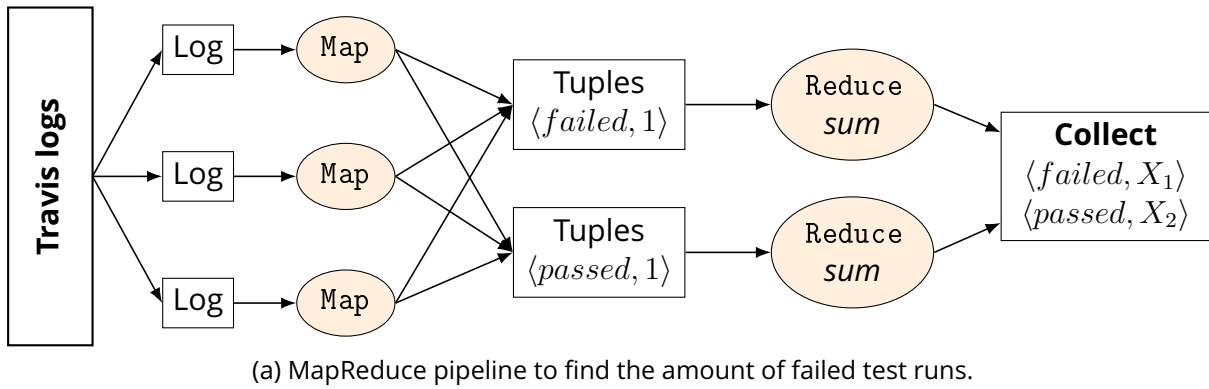 Travis logs
Log
Map
Log
Map
Log
Map
Tuples
⟨failed, 1⟩
Tuples
⟨passed, 1⟩
Reduce
sum
Reduce
sum
Collect
⟨failed, X₁⟩
⟨passed, X₂⟩
(a) MapReduce pipeline to find the amount of failed test runs.